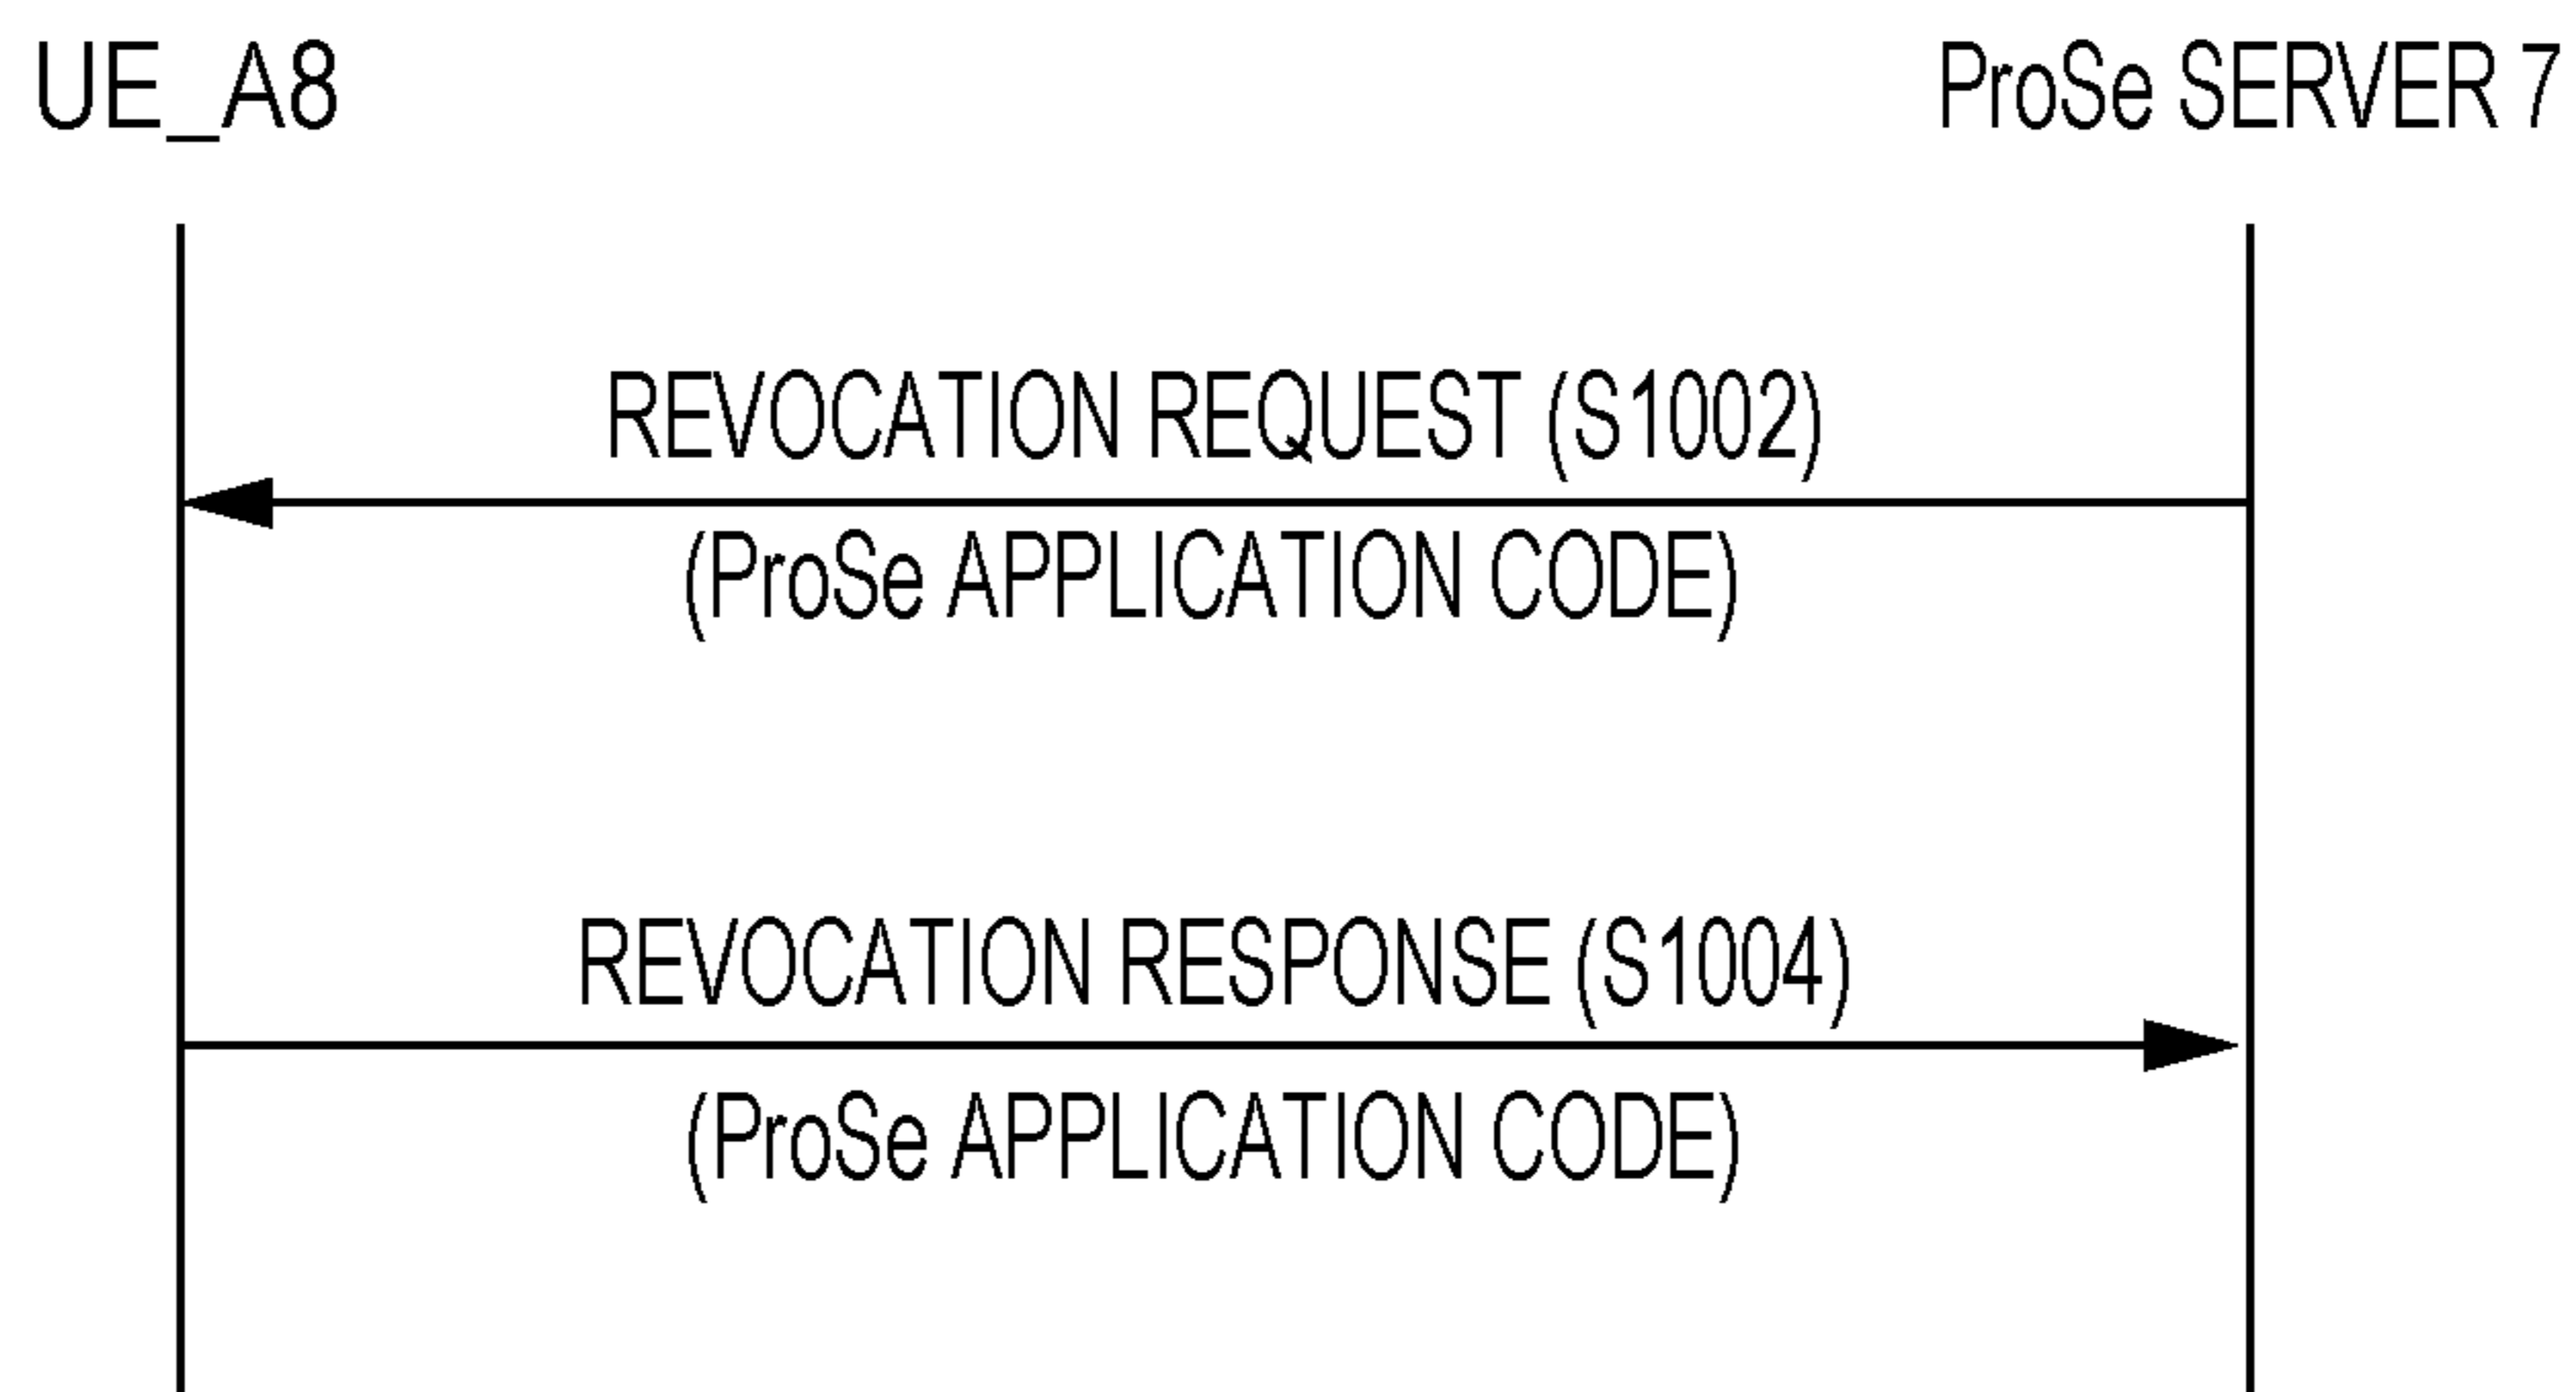 UE_A8
ProSe SERVER 7
REVOCATION REQUEST (S1002)
(ProSe APPLICATION CODE)
REVOCATION RESPONSE (S1004)
(ProSe APPLICATION CODE)